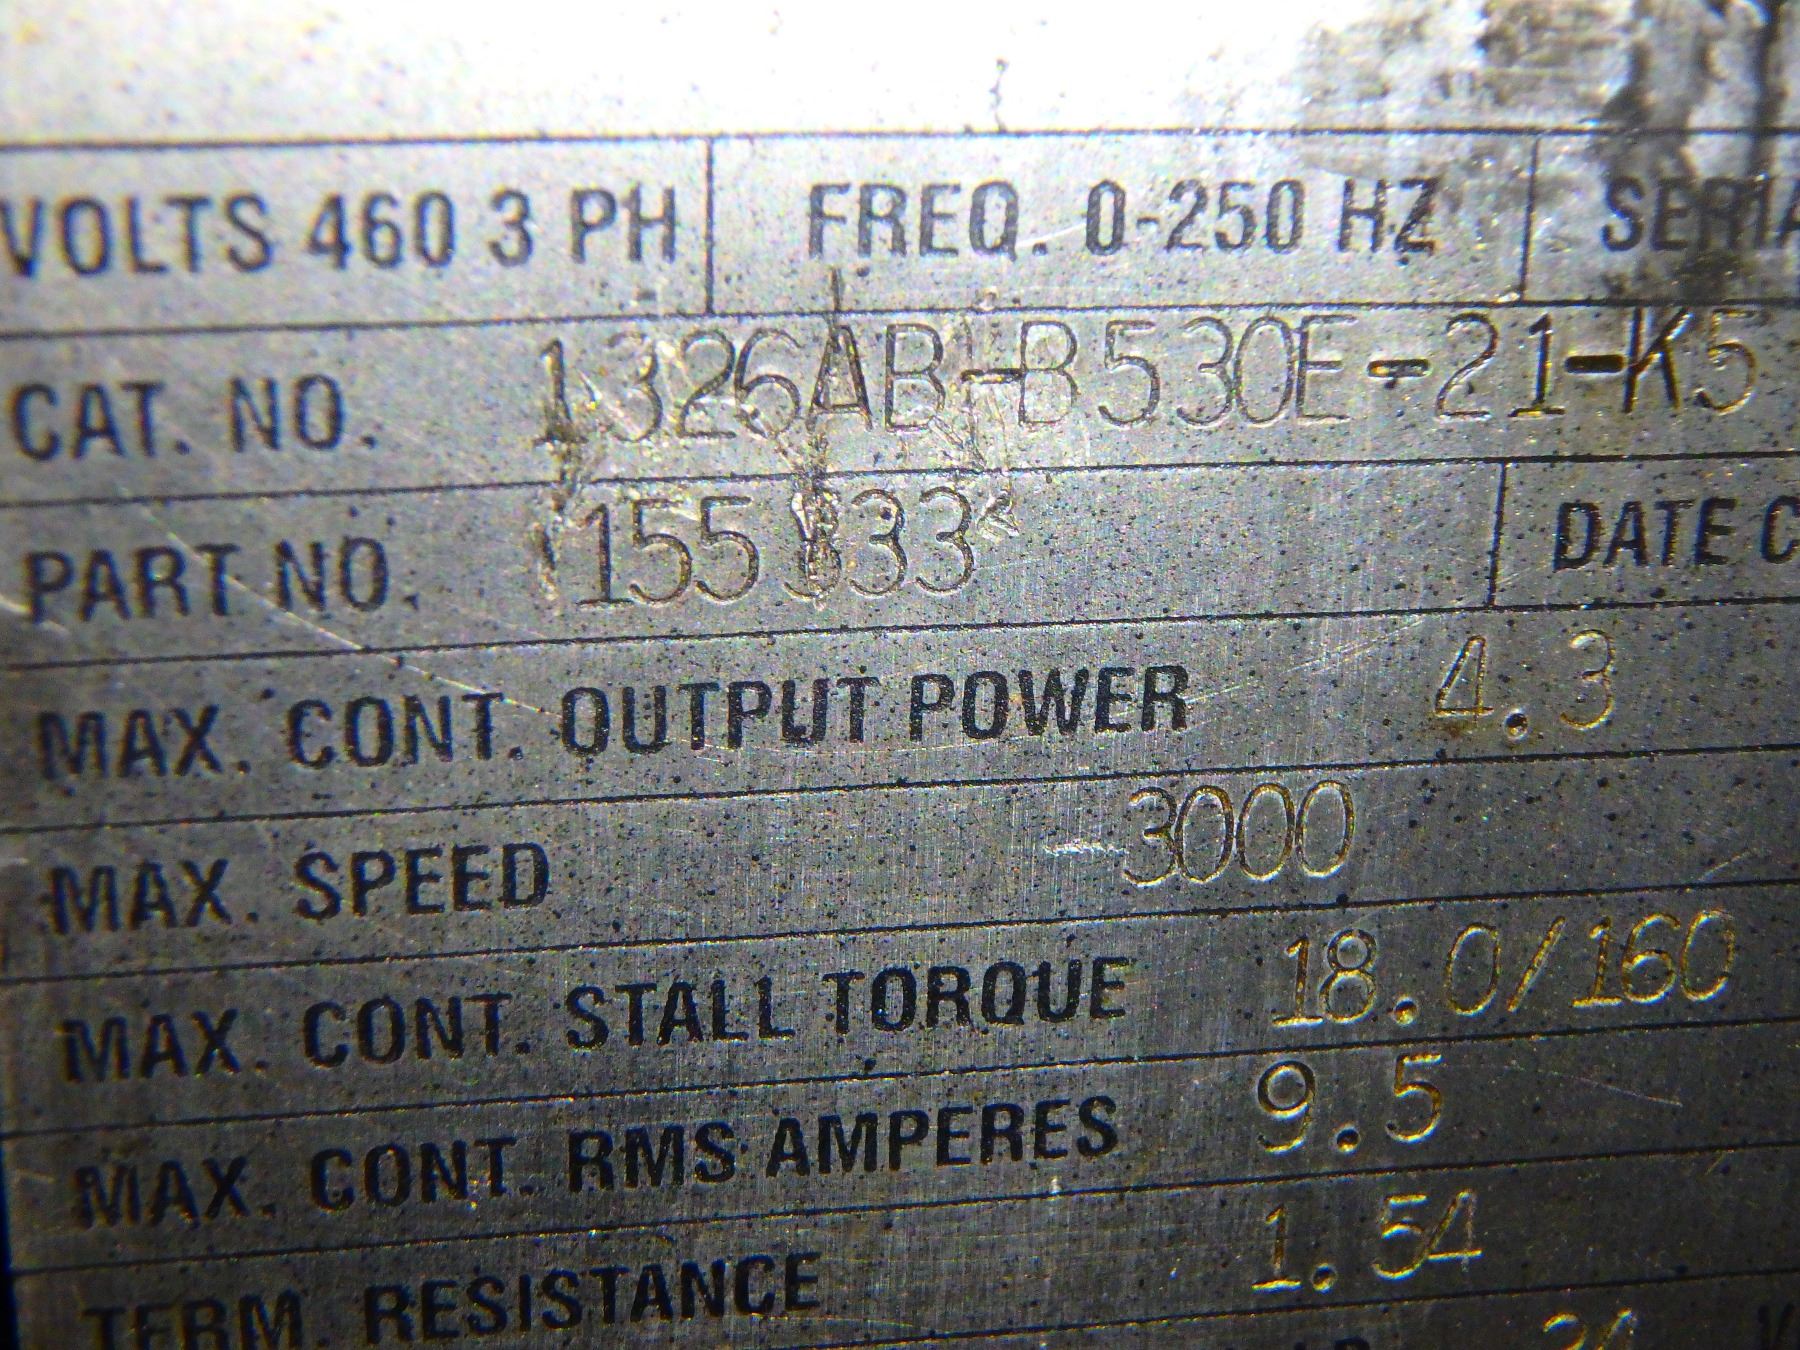 VOLTS 460 3 PH FREQ. 0-250 HZ SERIA
CAT. NO. 1326AB-B530E-21-K5
PART NO. 155333
DATE C
MAX. CONT. OUTPUT POWER 4.3
MAX. SPEED 3000
MAX. CONT. STALL TORQUE 18.0/160
MAX. CONT. RMS AMPERES 9.5
TERM. RESISTANCE 1.54